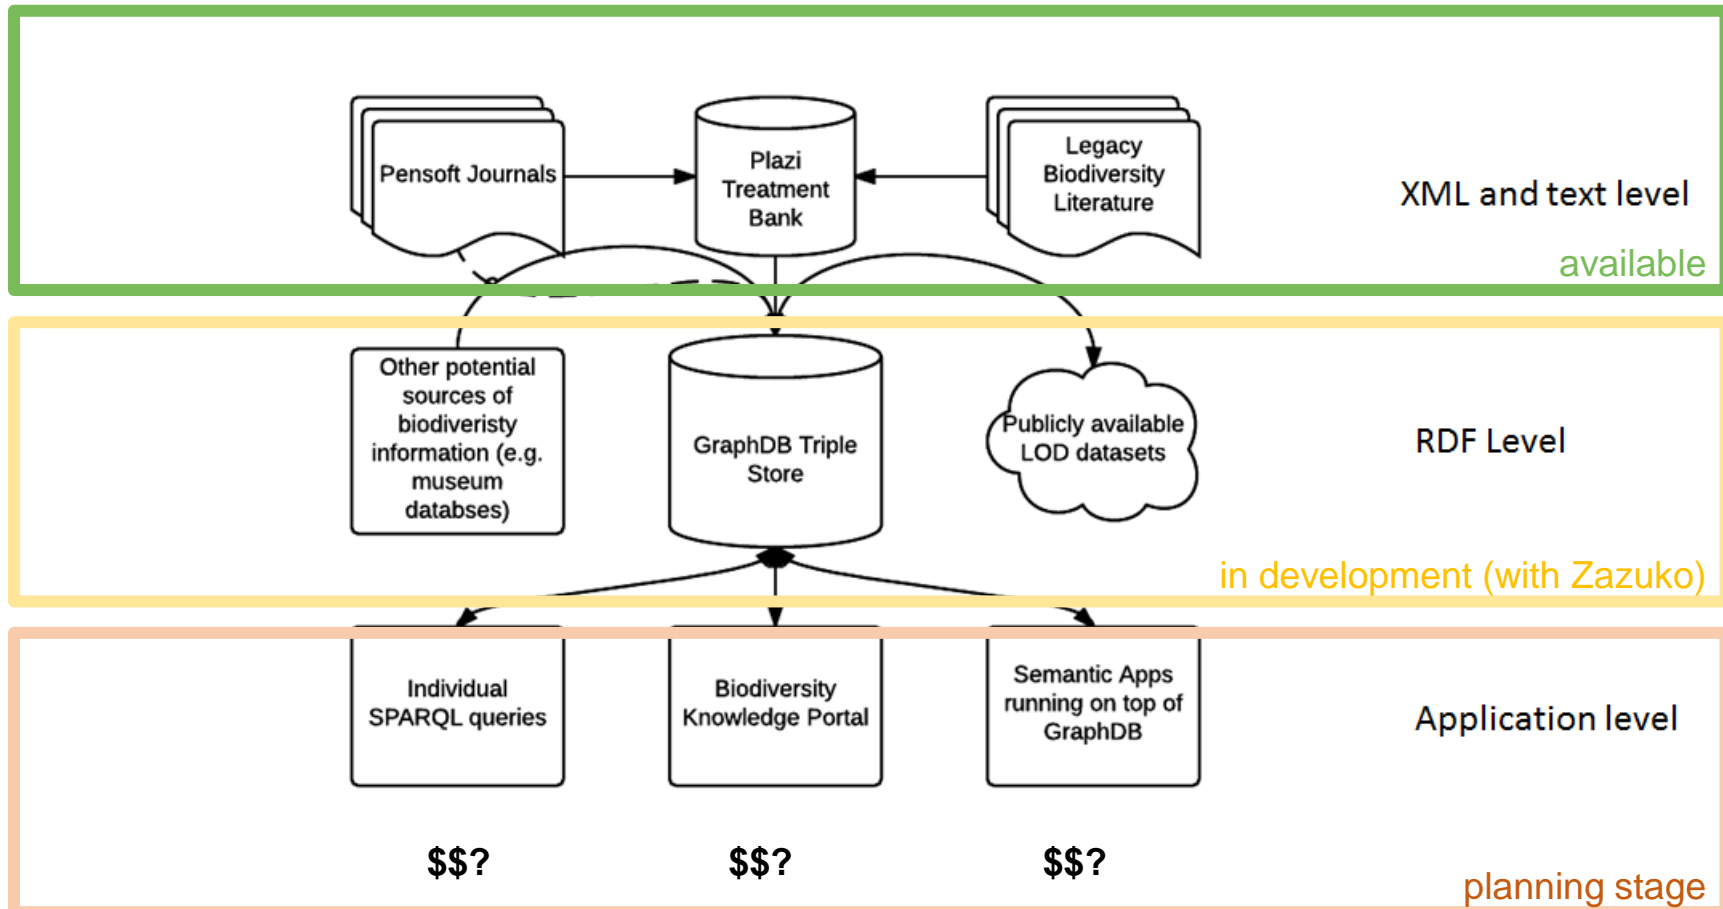 Pensoft Journals
Plazi
Treatment
Bank
Legacy
Biodiversity
Literature
XML and text level
available
Other potential
sources of
biodiveristy
information (e.g.
museum
databses)
GraphDB Triple
Store
Publicly available
LOD datasets
RDF Level
in development (with Zazuko)
Individual
SPARQL queries
Biodiversity
Knowledge Portal
Semantic Apps
running on top of
GraphDB
Application level
$$?
$$?
$$?
planning stage